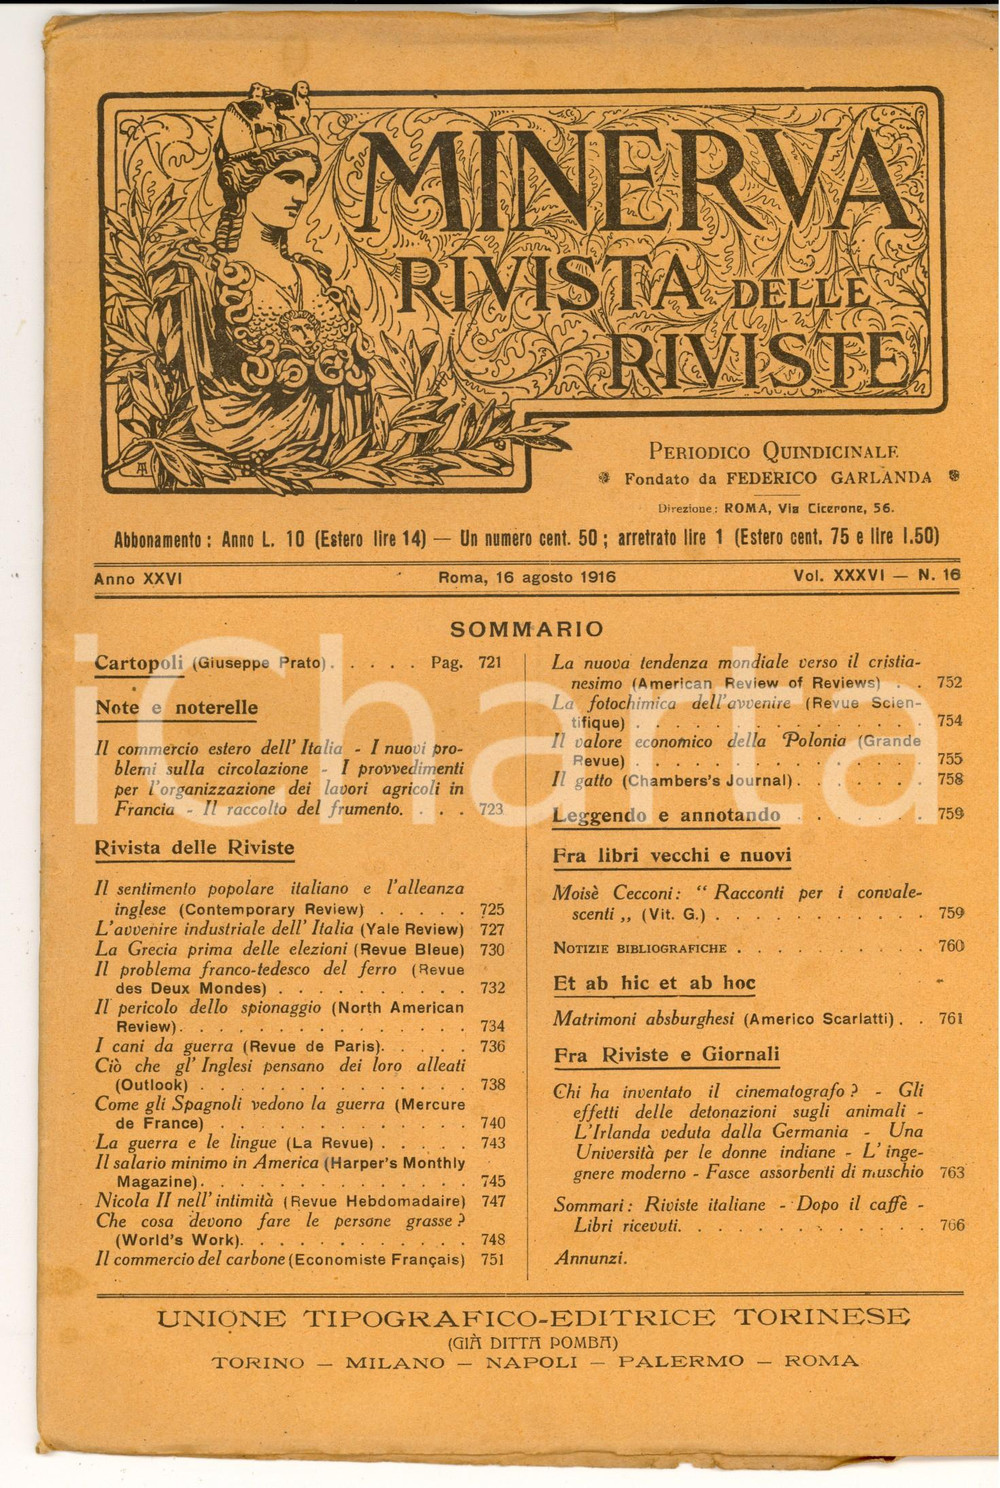 MINERVA
RIVISTA DELLE
RIVISTE
PERIODICO QUINDICINALE
Fondato da FEDERICO GARLANDA
Direzione: ROMA, Via Cicerone, 56.
Abbonamento: Anno L. 10 (Estero lire 14) — Un numero cent. 50; arretrato lire 1 (Estero cent. 75 e lire 1.50)
Anno XXVI Roma, 16 agosto 1916 Vol. XXXVI — N. 16
SOMMARIO
Cartopoli (Giuseppe Prato) . . . . . Pag. 721
Note e noterelle
Il commercio estero dell'Italia - I nuovi pro-
blemi sulla circolazione - I provvedimenti
per l'organizzazione dei lavori agricoli in
Francia - Il raccolto del frumento. . . . 723
Rivista delle Riviste
Il sentimento popolare italiano e l'alleanza
inglese (Contemporary Review) . . . . . 725
L'avvenire industriale dell'Italia (Yale Review) 727
La Grecia prima delle elezioni (Revue Bleue) 730
Il problema franco-tedesco del ferro (Revue
des Deux Mondes) . . . . . . . . . . 732
Il pericolo dello spionaggio (North American
Review). . . . . . . . . . . . . . . 734
I cani da guerra (Revue de Paris). . . . . 736
Ciò che gl'Inglesi pensano dei loro alleati
(Outlook) . . . . . . . . . . . . . . 738
Come gli Spagnoli vedono la guerra (Mercure
de France) . . . . . . . . . . . . . 740
La guerra e le lingue (La Revue) . . . . . 743
Il salario minimo in America (Harper's Monthly
Magazine). . . . . . . . . . . . . . 745
Nicola II nell'intimità (Revue Hebdomadaire) 747
Che cosa devono fare le persone grasse?
(World's Work). . . . . . . . . . . . 748
Il commercio del carbone (Economiste Français) 751
La nuova tendenza mondiale verso il cristia-
nesimo (American Review of Reviews) . . 752
La fotochimica dell'avvenire (Revue Scien-
tifique) . . . . . . . . . . . . . . . 754
Il valore economico della Polonia (Grande
Revue) . . . . . . . . . . . . . . . 755
Il gatto (Chambers's Journal) . . . . . . . 758
Leggendo e annotando . . . . . . . 759
Fra libri vecchi e nuovi
Moisè Cecconi: “ Racconti per i convale-
scenti „ (Vit. G.) . . . . . . . . . . . 759
NOTIZIE BIBLIOGRAFICHE . . . . . . . . . . 760
Et ab hic et ab hoc
Matrimoni absburghesi (Americo Scarlatti) . . 761
Fra Riviste e Giornali
Chi ha inventato il cinematografo? - Gli
effetti delle detonazioni sugli animali -
L'Irlanda veduta dalla Germania - Una
Università per le donne indiane - L'inge-
gnere moderno - Fasce assorbenti di muschio 763
Sommari: Riviste italiane - Dopo il caffè -
Libri ricevuti. . . . . . . . . . . . . . 766
Annunzi.
UNIONE TIPOGRAFICO-EDITRICE TORINESE
(GIÀ DITTA POMBA)
TORINO — MILANO — NAPOLI — PALERMO — ROMA
iCharta